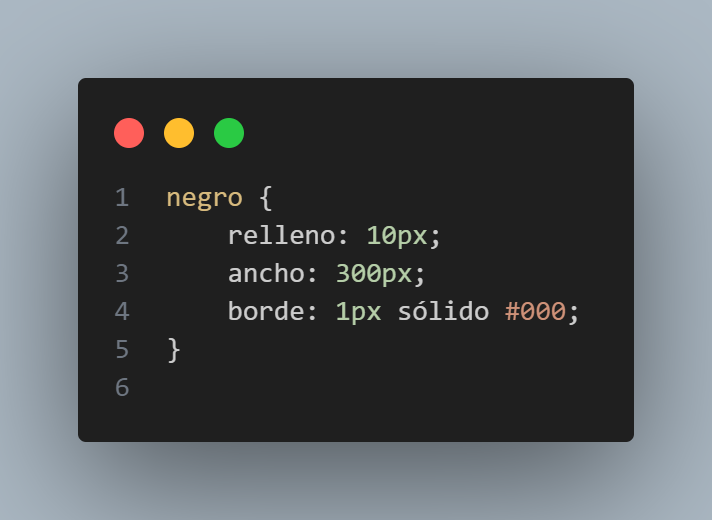 1 negro {
2 relleno: 10px;
3 ancho: 300px;
4 borde: 1px sólido #000;
5 }
6